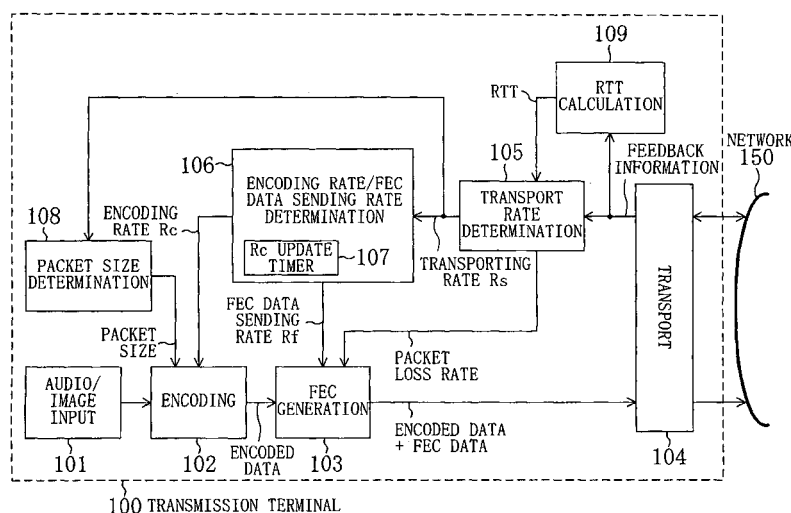 109
RTT
CALCULATION
RTT
NETWORK
150
106
105
FEEDBACK
INFORMATION
ENCODING RATE/FEC
DATA SENDING RATE
DETERMINATION
TRANSPORT
RATE
DETERMINATION
108
ENCODING
RATE Rc
PACKET SIZE
DETERMINATION
Rc UPDATE
TIMER
107
TRANSPORTING
RATE Rs
TRANSPORT
FEC DATA
SENDING
RATE Rf
PACKET
SIZE
PACKET
LOSS RATE
AUDIO/
IMAGE
INPUT
ENCODING
FEC
GENERATION
ENCODED DATA
+ FEC DATA
101
102
ENCODED
DATA
103
104
100 TRANSMISSION TERMINAL